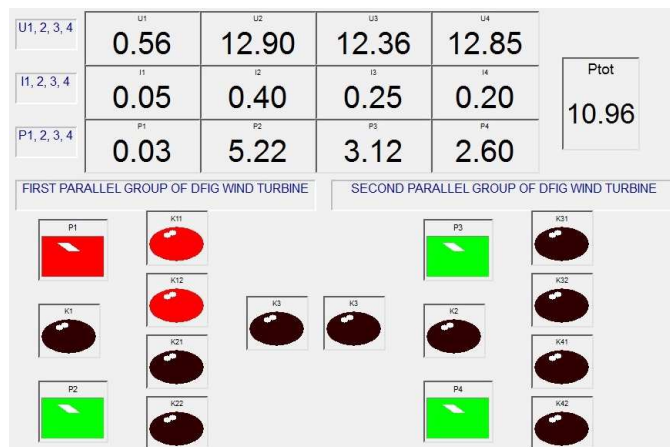 U1, 2, 3, 4
U1 U2 U3 U4
0.56 12.90 12.36 12.85
I1, 2, 3, 4
I1 I2 I3 I4
0.05 0.40 0.25 0.20
Ptot
10.96
P1, 2, 3, 4
P1 P2 P3 P4
0.03 5.22 3.12 2.60
FIRST PARALLEL GROUP OF DFIG WIND TURBINE SECOND PARALLEL GROUP OF DFIG WIND TURBINE
P1 K11 P3 K31
K12 K32
K1 K3 K3 K2
K21 K41
P2 P4
K22 K42